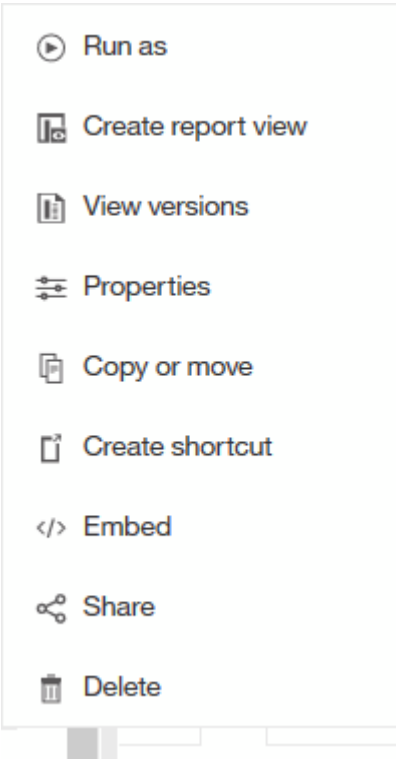 Run as
Create report view
View versions
Properties
Copy or move
Create shortcut
Embed
Share
Delete